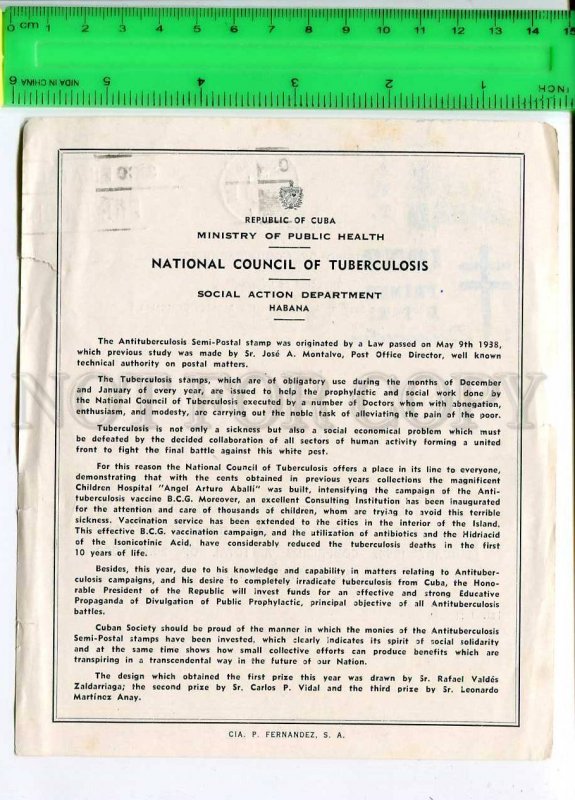 0 cm 1 2 3 4 5 6 7 8 9 10 11 12 13 14 15
6 NIDA IN CHINA 5 4 3 2 1 INCH
REPUBLIC OF CUBA
MINISTRY OF PUBLIC HEALTH
NATIONAL COUNCIL OF TUBERCULOSIS
SOCIAL ACTION DEPARTMENT
HABANA
The Antituberculosis Semi-Postal stamp was originated by a Law passed on May 9th 1938,
which previous study was made by Sr. José A. Montalvo, Post Office Director, well known
technical authority on postal matters.
The Tuberculosis stamps, which are of obligatory use during the months of December
and January of every year, are issued to help the prophylactic and social work done by
the National Council of Tuberculosis executed by a number of Doctors whom with abnegation,
enthusiasm, and modesty, are carrying out the noble task of alleviating the pain of the poor.
Tuberculosis is not only a sickness but also a social economical problem which must
be defeated by the decided collaboration of all sectors of human activity forming a united
front to fight the final battle against this white pest.
For this reason the National Council of Tuberculosis offers a place in its line to everyone,
demonstrating that with the cents obtained in previous years collections the magnificent
Children Hospital "Angel Arturo Aballí" was built, intensifying the campaign of the Anti-
tuberculosis vaccine B.C.G. Moreover, an excellent Consulting Institution has been inaugurated
for the attention and care of thousands of children, whom are trying to avoid this terrible
sickness. Vaccination service has been extended to the cities in the interior of the Island.
This effective B.C.G. vaccination campaign, and the utilization of antibiotics and the Hidriacid
of the Isonicotinic Acid, have considerably reduced the tuberculosis deaths in the first
10 years of life.
Besides, this year, due to his knowledge and capability in matters relating to Antituber-
culosis campaigns, and his desire to completely irradicate tuberculosis from Cuba, the Hono-
rable President of the Republic will invest funds for an effective and strong Educative
Propaganda of Divulgation of Public Prophylactic, principal objective of all Antituberculosis
battles.
Cuban Society should be proud of the manner in which the monies of the Antituberculosis
Semi-Postal stamps have been invested, which clearly indicates its spirit of social solidarity
and at the same time shows how small collective efforts can produce benefits which are
transpiring in a transcendental way in the future of our Nation.
The design which obtained the first prize this year was drawn by Sr. Rafael Valdés
Zaldarriaga; the second prize by Sr. Carlos P. Vidal and the third prize by Sr. Leonardo
Martínez Anay.
CIA. P. FERNANDEZ, S. A.